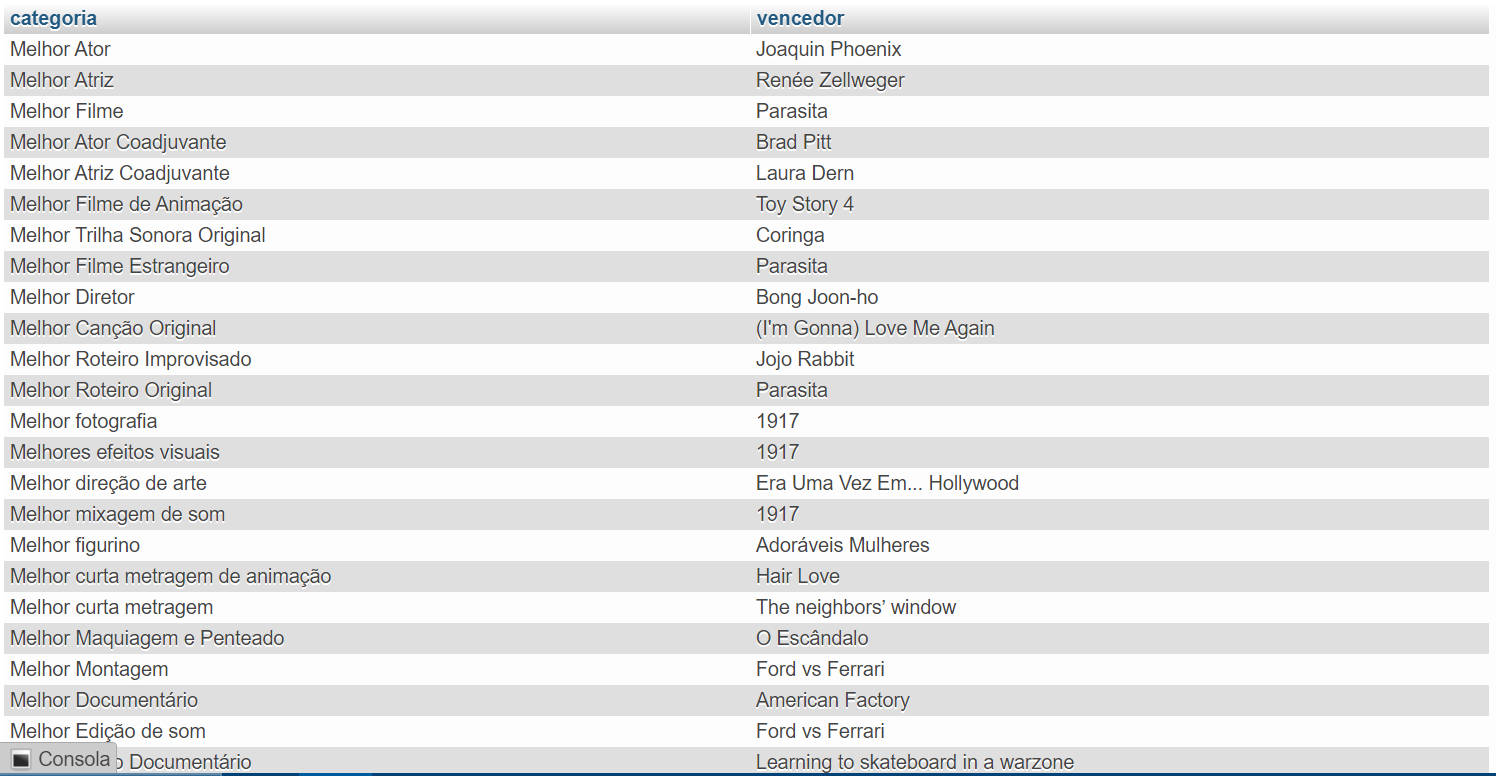 categoria vencedor
Melhor Ator Joaquin Phoenix
Melhor Atriz Renée Zellweger
Melhor Filme Parasita
Melhor Ator Coadjuvante Brad Pitt
Melhor Atriz Coadjuvante Laura Dern
Melhor Filme de Animação Toy Story 4
Melhor Trilha Sonora Original Coringa
Melhor Filme Estrangeiro Parasita
Melhor Diretor Bong Joon-ho
Melhor Canção Original (I'm Gonna) Love Me Again
Melhor Roteiro Improvisado Jojo Rabbit
Melhor Roteiro Original Parasita
Melhor fotografia 1917
Melhores efeitos visuais 1917
Melhor direção de arte Era Uma Vez Em... Hollywood
Melhor mixagem de som 1917
Melhor figurino Adoráveis Mulheres
Melhor curta metragem de animação Hair Love
Melhor curta metragem The neighbors’ window
Melhor Maquiagem e Penteado O Escândalo
Melhor Montagem Ford vs Ferrari
Melhor Documentário American Factory
Melhor Edição de som Ford vs Ferrari
Consola Documentário Learning to skateboard in a warzone